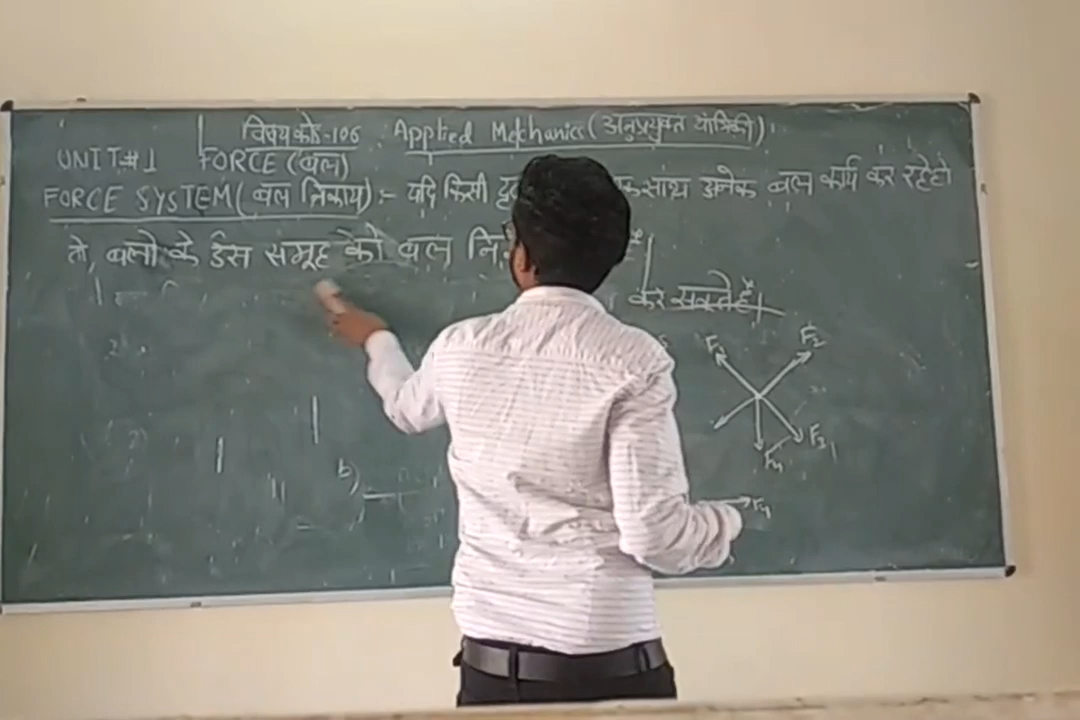 विषय कोड-106 Applied Mechanics (अनुप्रयुक्त यांत्रिकी)
UNIT#1 FORCE (बल)
FORCE SYSTEM (बल निकाय) :- यदि किसी साथ अनेक बल कार्य कर रहे हो
तो, बलो के इस समूह को बल
कर सकते है।
F2
F3
F4
b)
F4